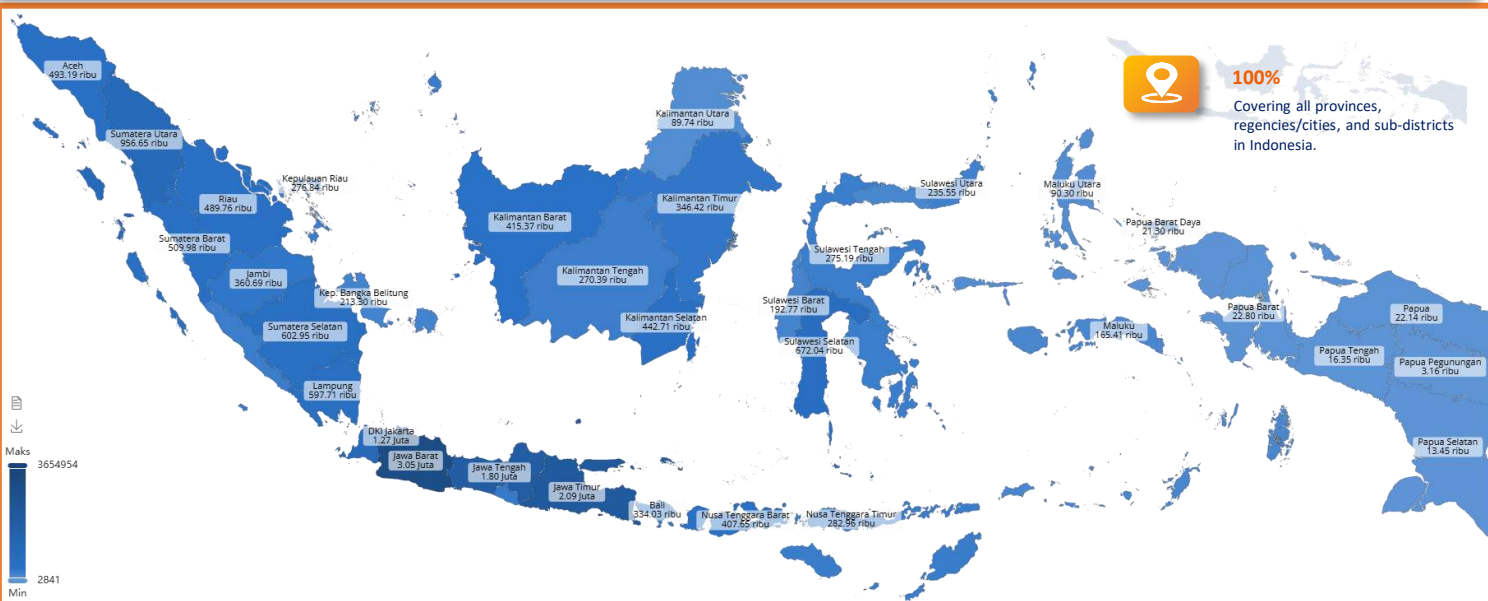 Aceh
493.19 ribu
Sumatera Utara
956.65 ribu
Kepulauan Riau
276.84 ribu
Riau
489.76 ribu
Sumatera Barat
509.98 ribu
Jambi
360.69 ribu
Kep. Bangka Belitung
213.30 ribu
Sumatera Selatan
602.95 ribu
Lampung
597.71 ribu
DKI Jakarta
1.27 Juta
Jawa Barat
3.05 Juta
Jawa Tengah
1.80 Juta
Jawa Timur
2.09 Juta
Bali
334.03 ribu
Nusa Tenggara Barat
407.65 ribu
Nusa Tenggara Timur
282.96 ribu
Kalimantan Utara
89.74 ribu
Kalimantan Barat
415.37 ribu
Kalimantan Timur
346.42 ribu
Kalimantan Tengah
270.39 ribu
Kalimantan Selatan
442.71 ribu
Sulawesi Utara
235.55 ribu
Sulawesi Tengah
275.19 ribu
Sulawesi Barat
192.77 ribu
Sulawesi Selatan
672.04 ribu
Maluku Utara
90.30 ribu
Maluku
165.41 ribu
Papua Barat Daya
21.30 ribu
Papua Barat
22.80 ribu
Papua
22.14 ribu
Papua Tengah
16.35 ribu
Papua Pegunungan
3.16 ribu
Papua Selatan
13.45 ribu
100%
Covering all provinces,
regencies/cities, and sub-districts
in Indonesia.
Maks
3654954
2841
Min